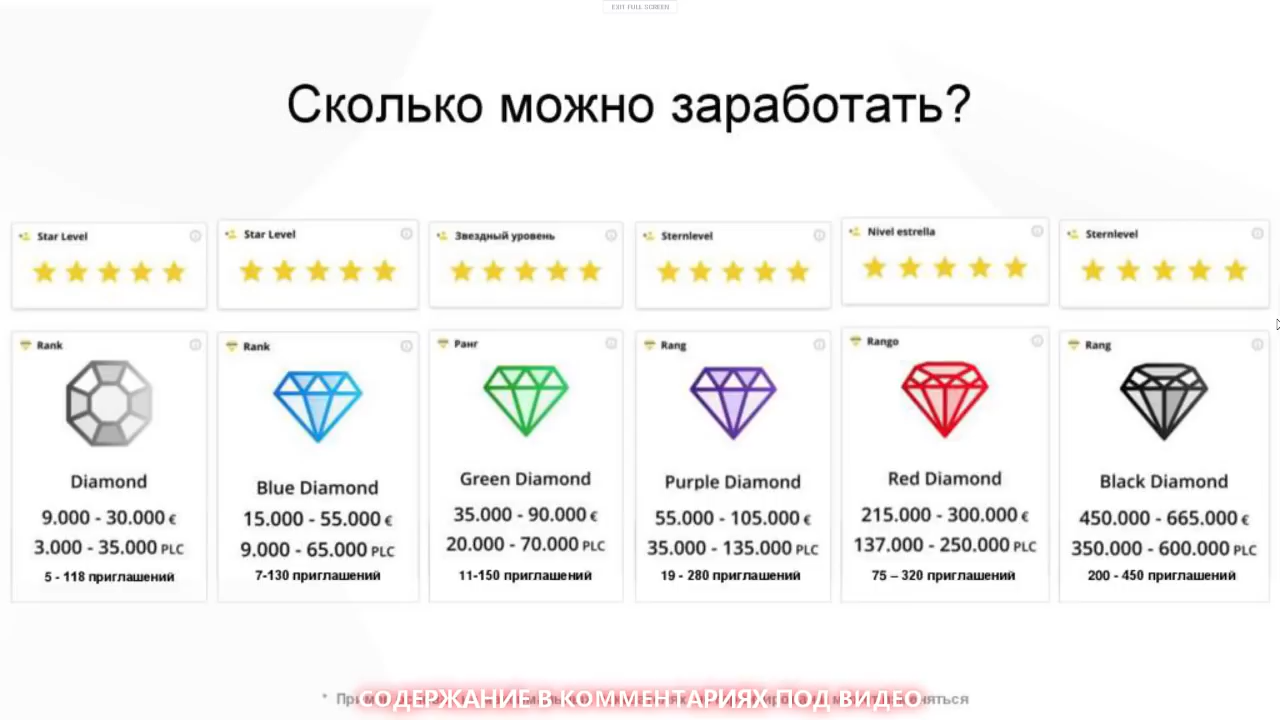 EXIT FULL SCREEN
Сколько можно заработать?
Star Level
Star Level
Звездный уровень
Sternlevel
Nivel estrella
Sternlevel
Rank
Rank
Ранг
Rang
Rango
Rang
Diamond
Blue Diamond
Green Diamond
Purple Diamond
Red Diamond
Black Diamond
9.000 - 30.000 €
15.000 - 55.000 €
35.000 - 90.000 €
55.000 - 105.000 €
215.000 - 300.000 €
450.000 - 665.000 €
3.000 - 35.000 PLC
9.000 - 65.000 PLC
20.000 - 70.000 PLC
35.000 - 135.000 PLC
137.000 - 250.000 PLC
350.000 - 600.000 PLC
5 - 118 приглашений
7-130 приглашений
11-150 приглашений
19 - 280 приглашений
75 – 320 приглашений
200 - 450 приглашений
СОДЕРЖАНИЕ В КОММЕНТАРИЯХ ПОД ВИДЕО